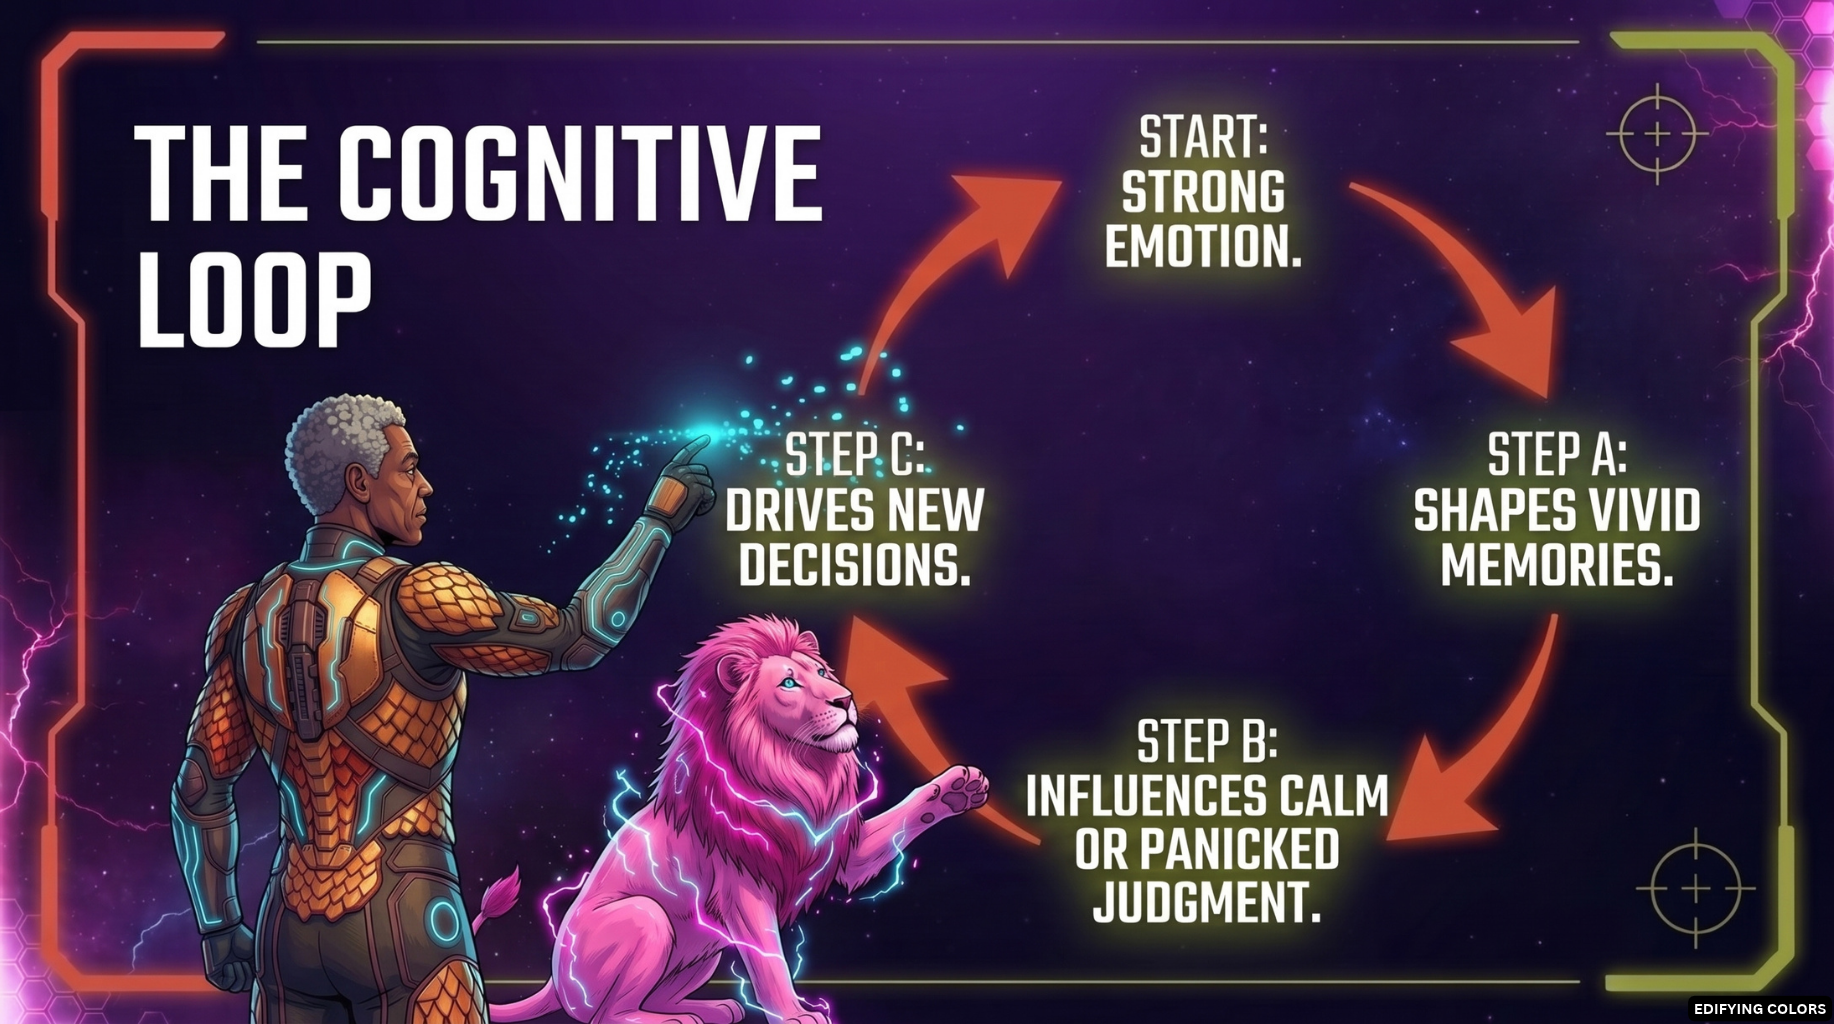 THE COGNITIVE
LOOP
START:
STRONG
EMOTION.
STEP A:
SHAPES VIVID
MEMORIES.
STEP B:
INFLUENCES CALM
OR PANICKED
JUDGMENT.
STEP C:
DRIVES NEW
DECISIONS.
EDIFYING COLORS